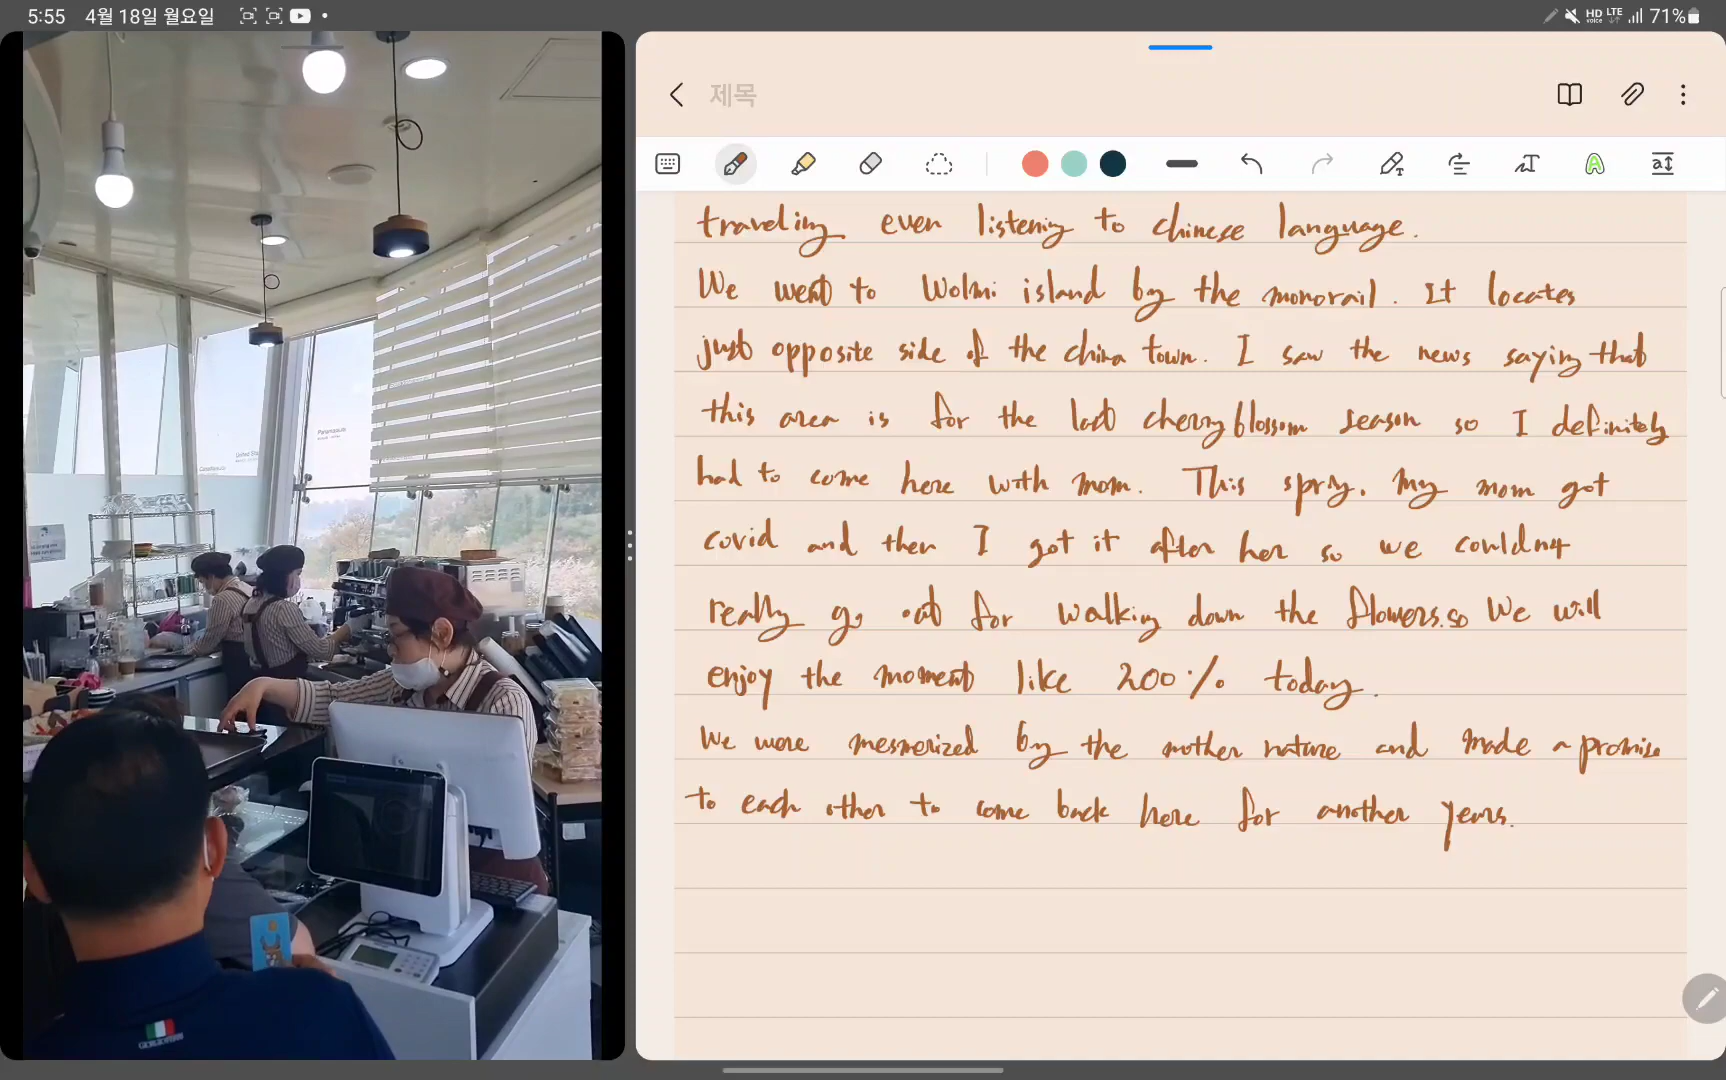 5:55 4월 18일 월요일
HD voice LTE 71%
제목
traveling even listening to chinese language.
We went to Wolmi island by the monorail. It locates
just opposite side of the china town. I saw the news saying that
this area is for the last cherry blossom season so I definitely
had to come here with mom. This spring, my mom got
covid and then I got it after her so we couldn't
really go out for walking down the flowers. so We will
enjoy the moment like 200% today.
We were mesmerized by the mother nature and made a promise
to each other to come back here for another years.